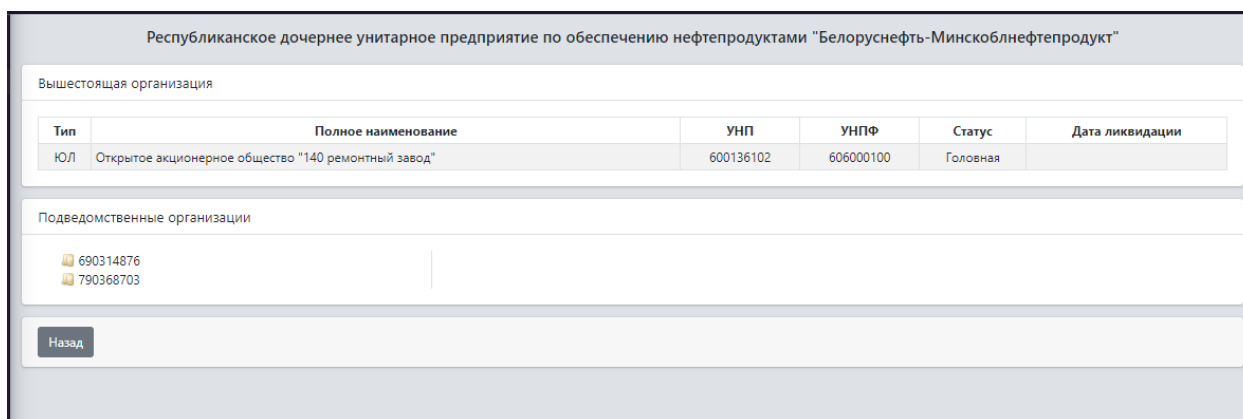 Республиканское дочернее унитарное предприятие по обеспечению нефтепродуктами "Белоруснефть-Минскоблнефтепродукт"
Вышестоящая организация
Тип Полное наименование УНП УНПФ Статус Дата ликвидации
ЮЛ Открытое акционерное общество "140 ремонтный завод" 600136102 606000100 Головная
Подведомственные организации
690314876
790368703
Назад